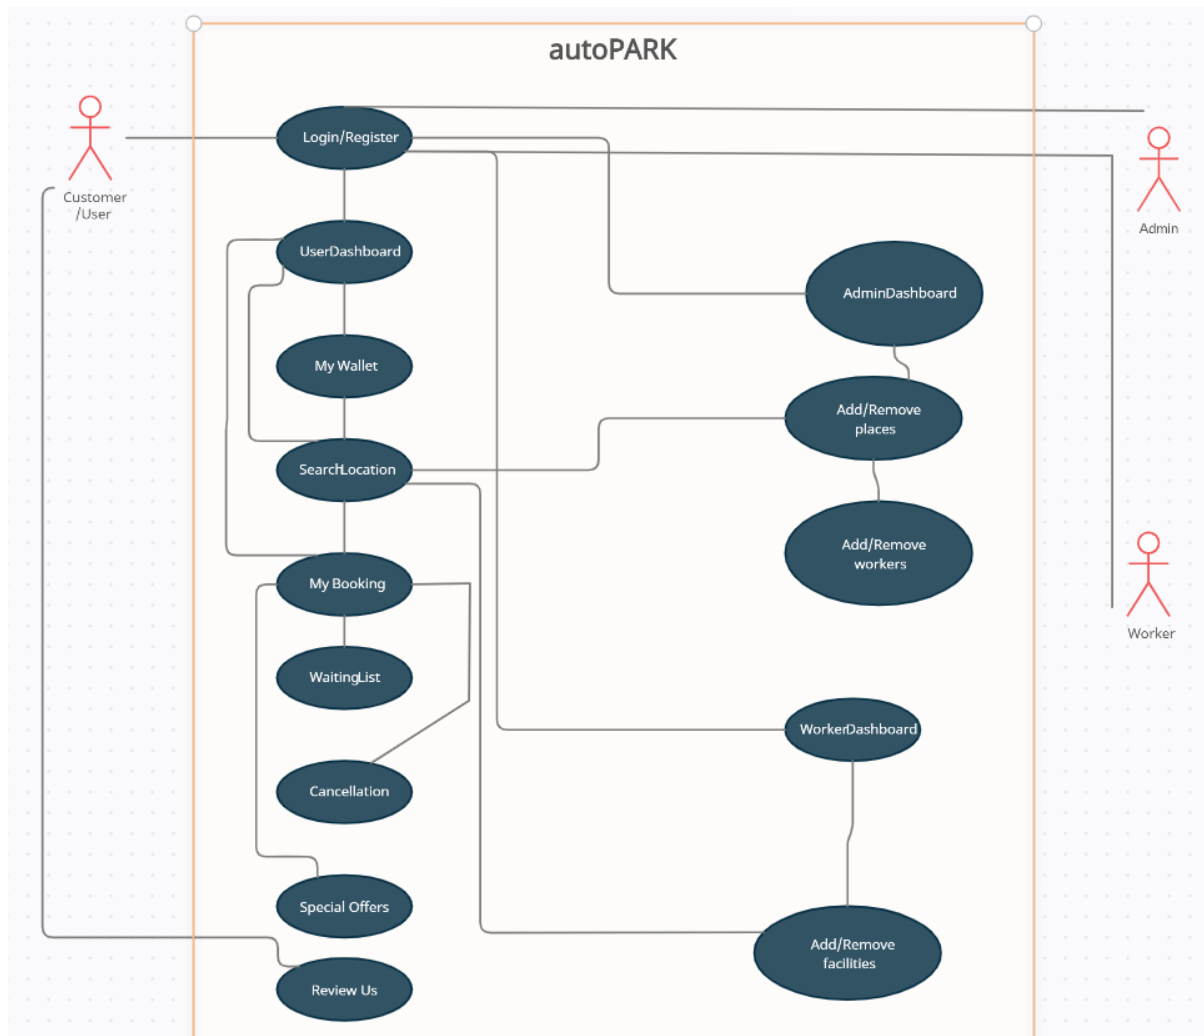 autoPARK
Login/Register
Customer
/User
Admin
UserDashboard
AdminDashboard
My Wallet
Add/Remove
places
SearchLocation
Add/Remove
workers
My Booking
Worker
WaitingList
WorkerDashboard
Cancellation
Special Offers
Add/Remove
facilities
Review Us